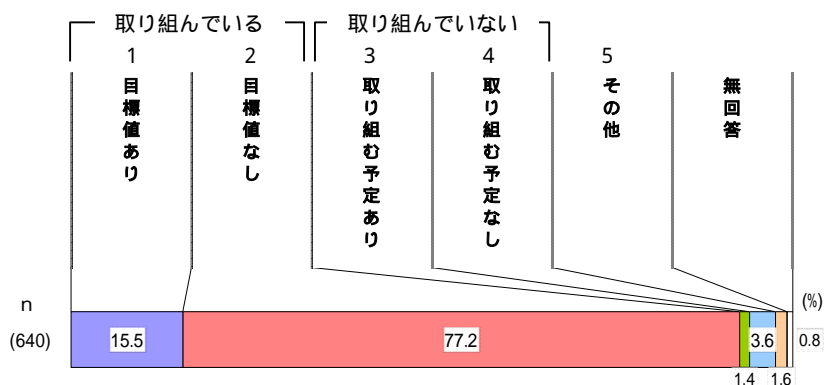 取り組んでいる 取り組んでいない
1 2 3 4 5
目標値あり
目標値なし
取り組む予定あり
取り組む予定なし
その他
無回答
n (%)
(640) 15.5 77.2 3.6 0.8
1.4 1.6